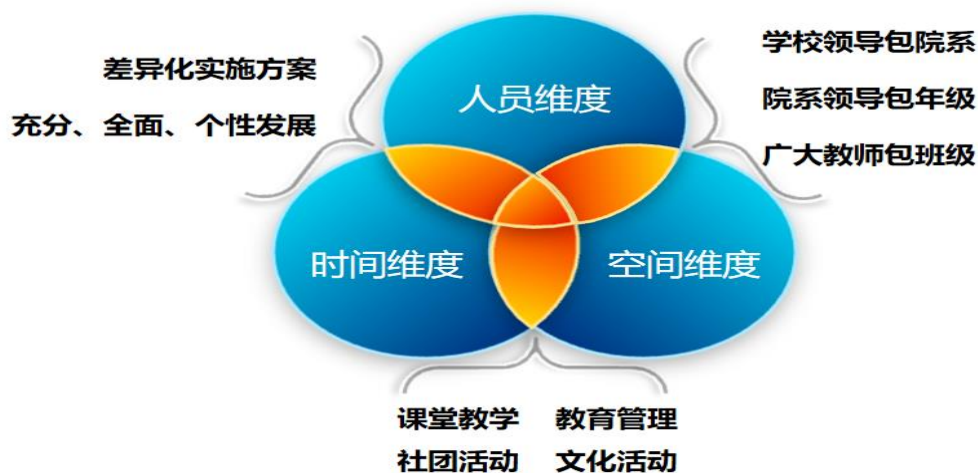 差异化实施方案
充分、全面、个性发展
人员维度
学校领导包院系
院系领导包年级
广大教师包班级
时间维度
空间维度
课堂教学 教育管理
社团活动 文化活动